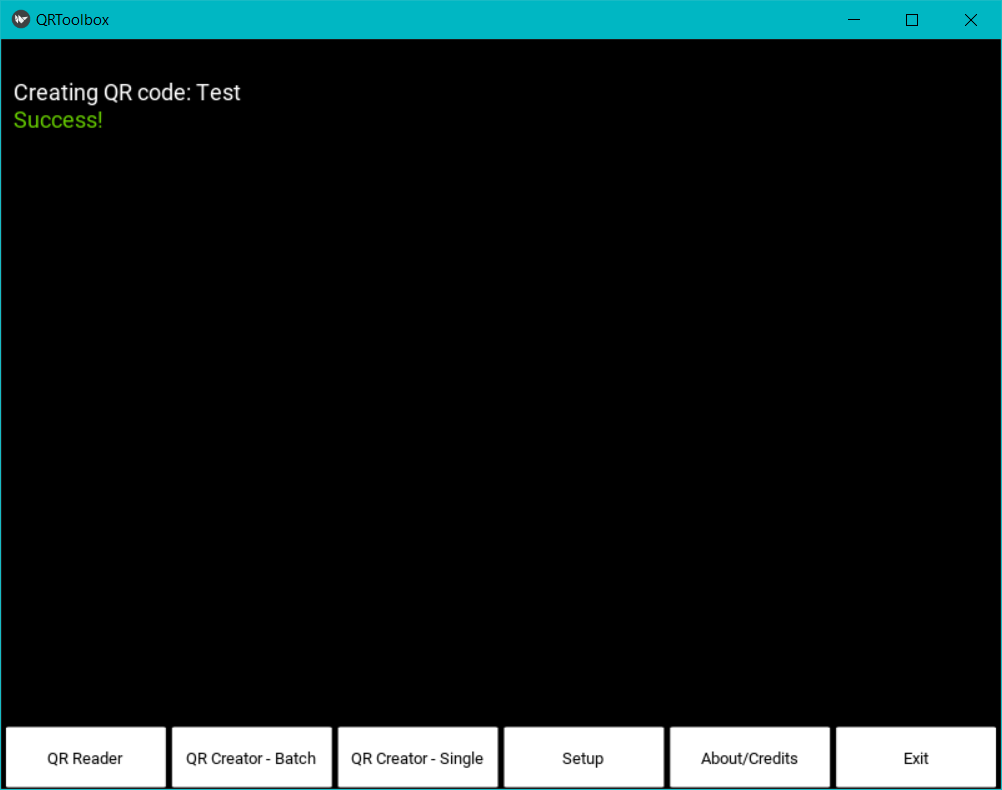 QRToolbox
Creating QR code: Test
Success!
QR Reader
QR Creator - Batch
QR Creator - Single
Setup
About/Credits
Exit